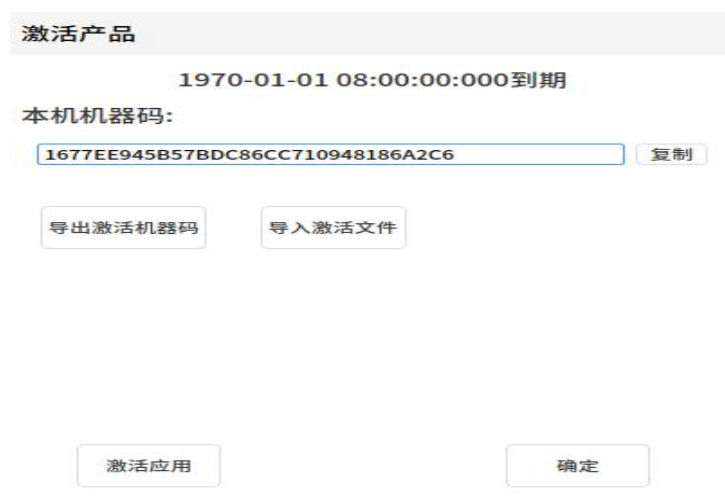 激活产品
1970-01-01 08:00:00:000到期
本机机器码:
1677EE945B57BDC86CC710948186A2C6 复制
导出激活机器码 导入激活文件
激活应用 确定